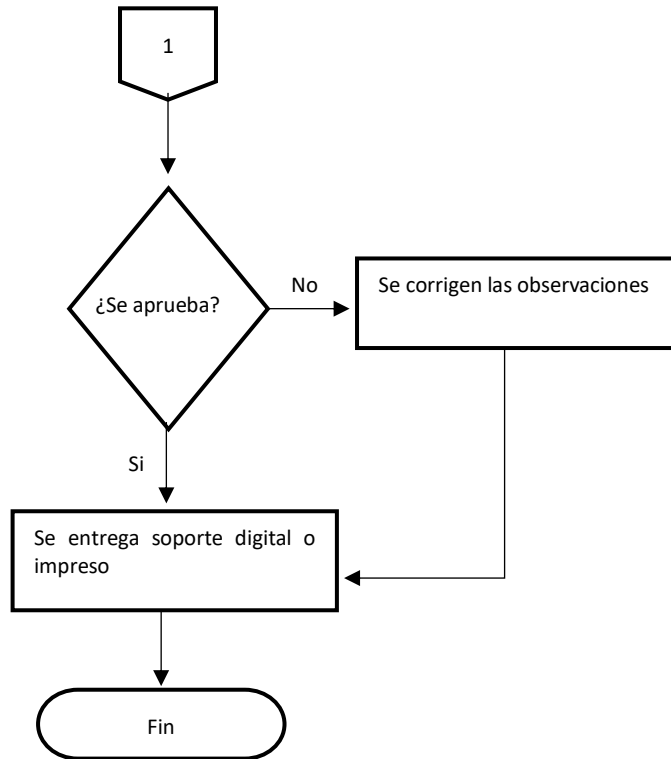 1
¿Se aprueba?
No
Se corrigen las observaciones
Si
Se entrega soporte digital o
impreso
Fin